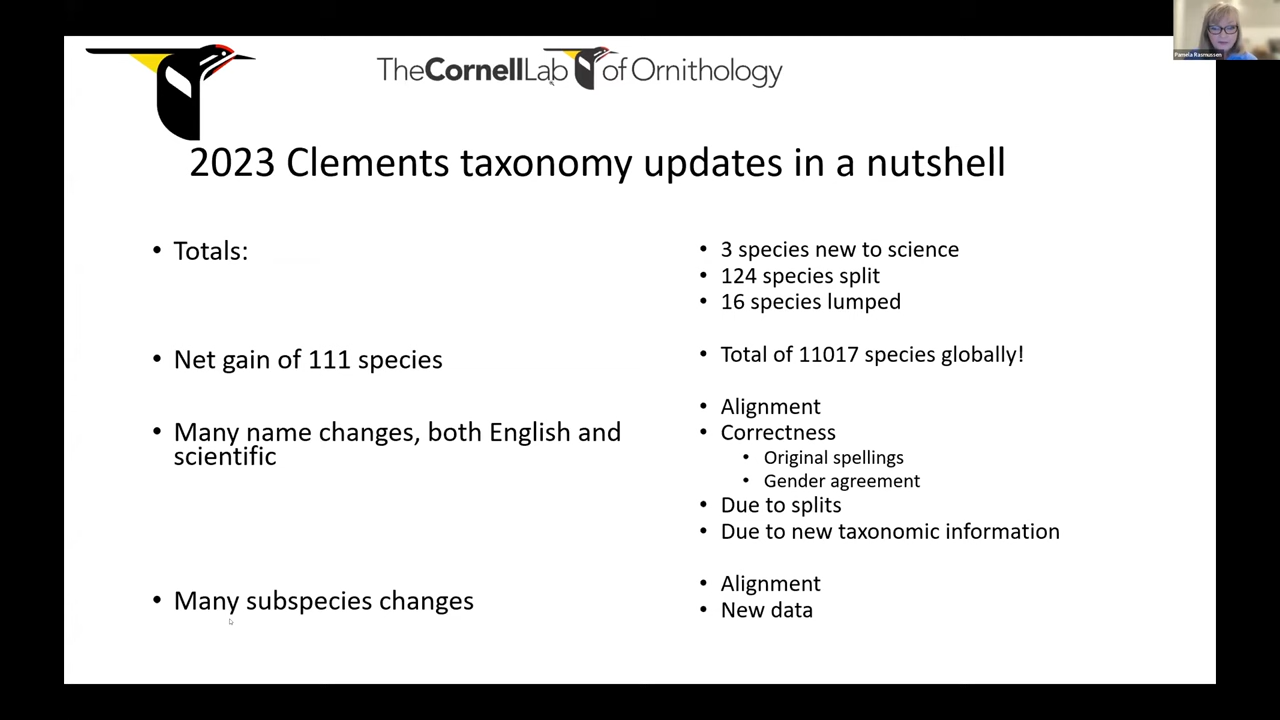 Pamela Rasmussen
TheCornellLab of Ornithology
2023 Clements taxonomy updates in a nutshell
• Totals:
• 3 species new to science
• 124 species split
• 16 species lumped
• Net gain of 111 species
• Total of 11017 species globally!
• Many name changes, both English and
scientific
• Alignment
• Correctness
• Original spellings
• Gender agreement
• Due to splits
• Due to new taxonomic information
• Many subspecies changes
• Alignment
• New data